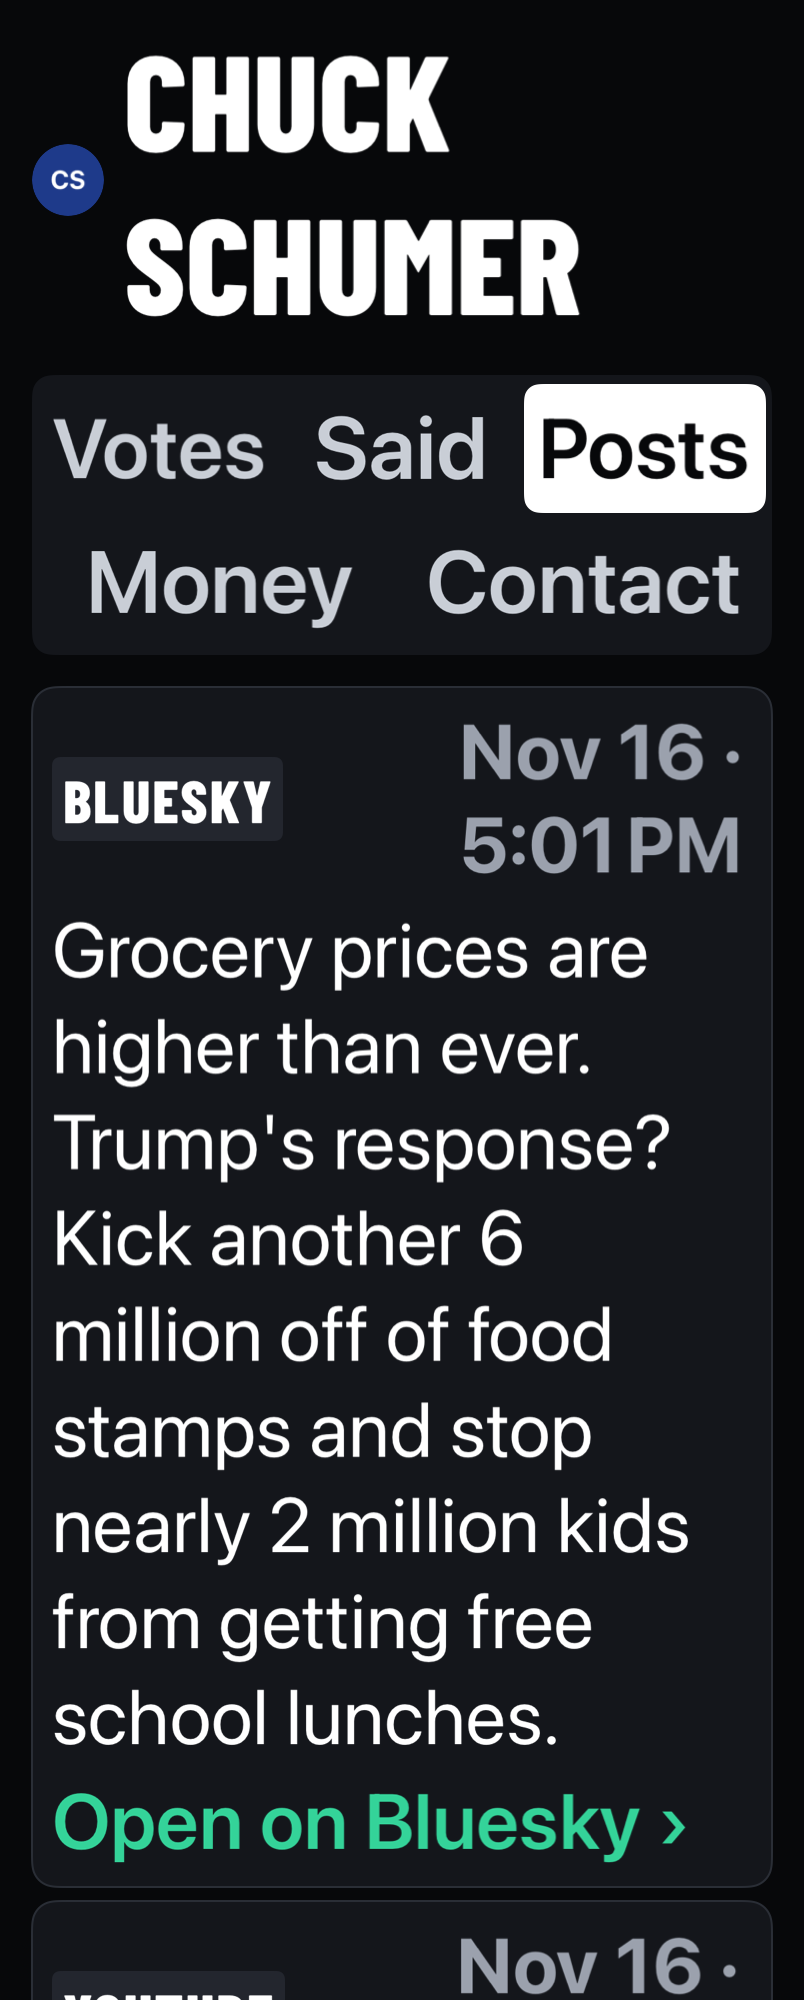 CHUCK
SCHUMER
CS
Votes Said Posts
Money Contact
BLUESKY
Nov 16 ·
5:01 PM
Grocery prices are
higher than ever.
Trump's response?
Kick another 6
million off of food
stamps and stop
nearly 2 million kids
from getting free
school lunches.
Open on Bluesky ›
Nov 16 ·
YOUTUBE